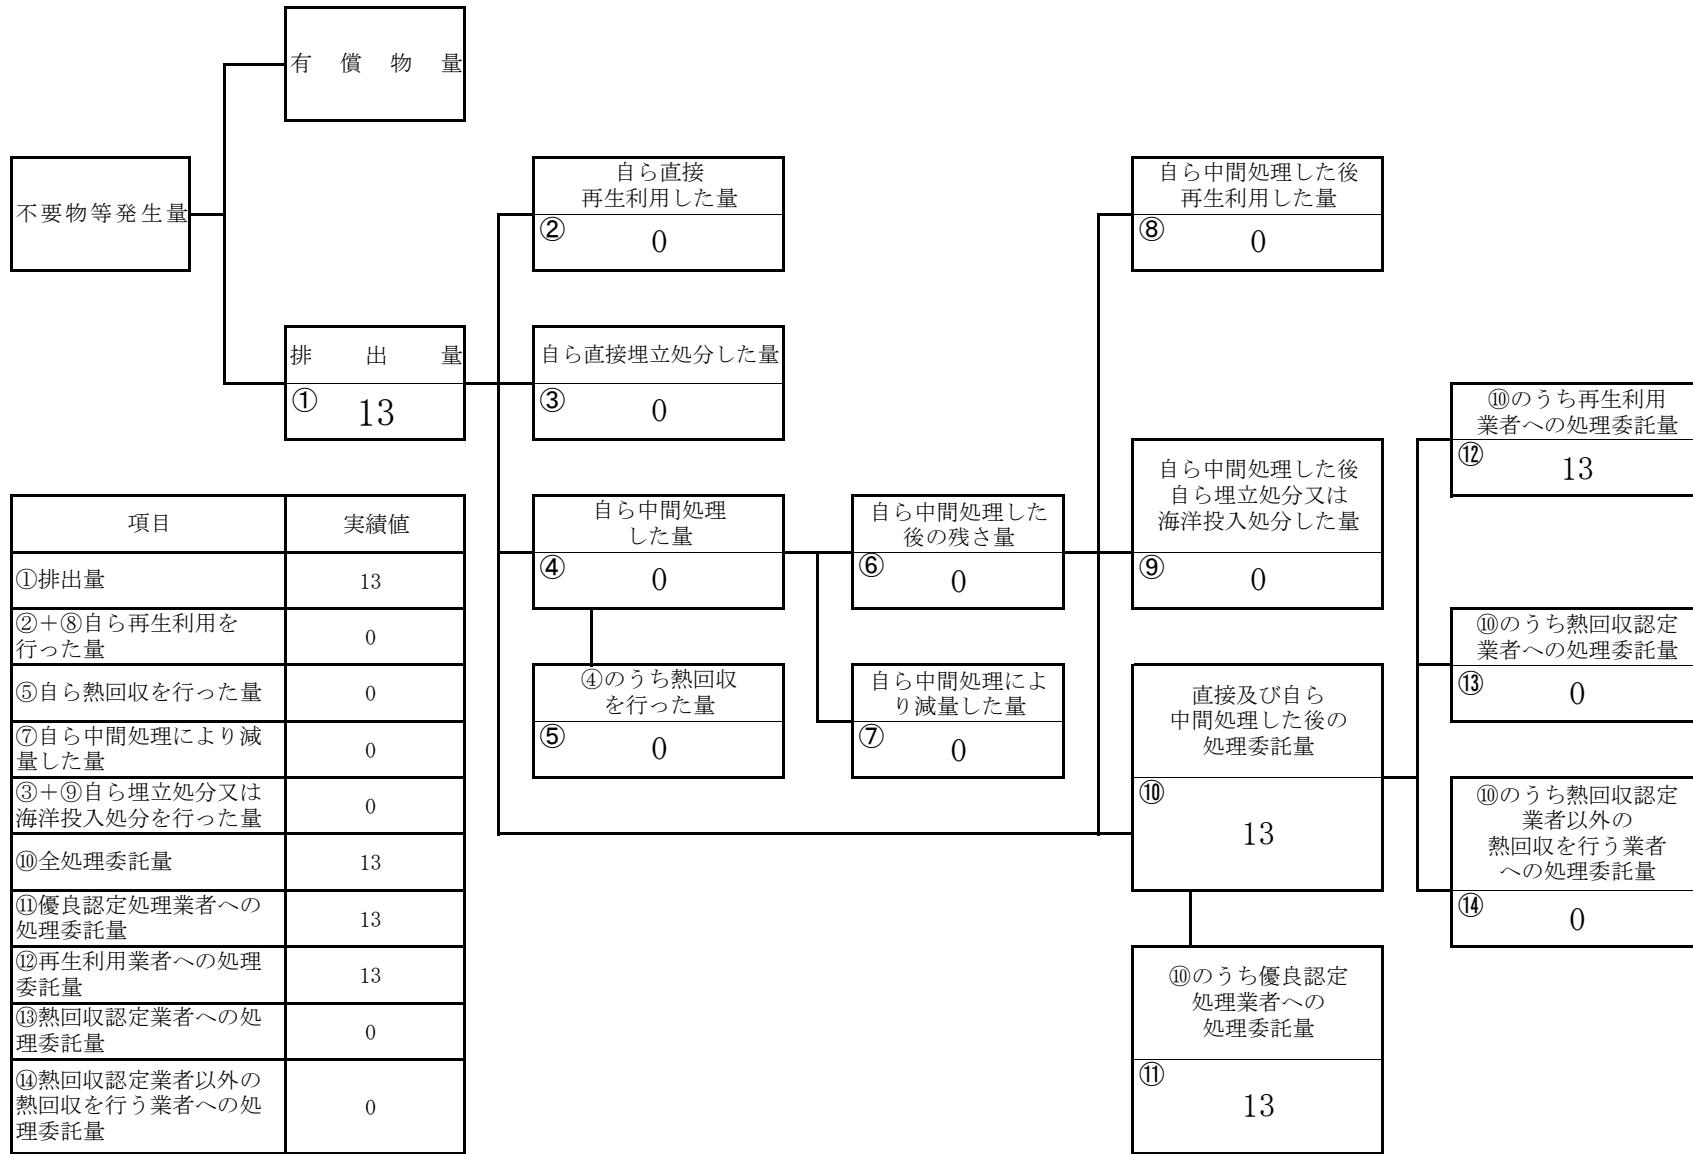 有償物量
不要物等発生量
自ら直接
再生利用した量
②
0
自ら中間処理した後
再生利用した量
⑧
0
排出量
①
13
自ら直接埋立処分した量
③
0
⑩のうち再生利用
業者への処理委託量
⑫
13
自ら中間処理
した量
④
0
自ら中間処理した
後の残さ量
⑥
0
自ら中間処理した後
自ら埋立処分又は
海洋投入処分した量
⑨
0
⑩のうち熱回収認定
業者への処理委託量
⑬
0
④のうち熱回収
を行った量
⑤
0
自ら中間処理によ
り減量した量
⑦
0
直接及び自ら
中間処理した後の
処理委託量
⑩
13
⑩のうち熱回収認定
業者以外の
熱回収を行う業者
への処理委託量
⑭
0
⑩のうち優良認定
処理業者への
処理委託量
⑪
13
項目 実績値
①排出量 13
②+⑧自ら再生利用を
行った量 0
⑤自ら熱回収を行った量 0
⑦自ら中間処理により減
量した量 0
③+⑨自ら埋立処分又は
海洋投入処分を行った量 0
⑩全処理委託量 13
⑪優良認定処理業者への
処理委託量 13
⑫再生利用業者への処理
委託量 13
⑬熱回収認定業者への処
理委託量 0
⑭熱回収認定業者以外の
熱回収を行う業者への処
理委託量 0